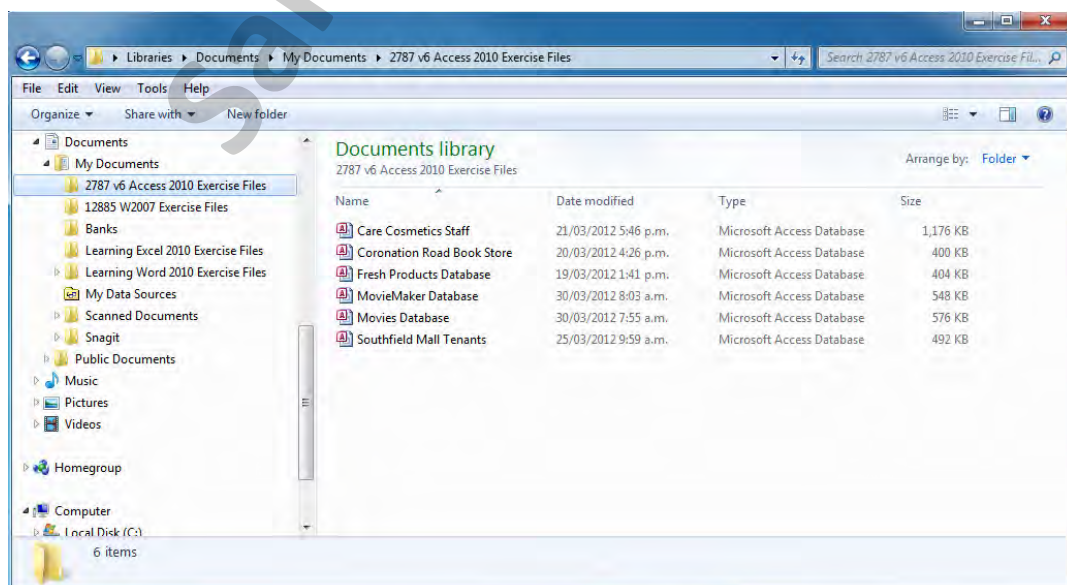 Libraries ▸ Documents ▸ My Documents ▸ 2787 v6 Access 2010 Exercise Files
Search 2787 v6 Access 2010 Exercise Fil...
File Edit View Tools Help
Organize Share with New folder
Documents
My Documents
2787 v6 Access 2010 Exercise Files
12885 W2007 Exercise Files
Banks
Learning Excel 2010 Exercise Files
Learning Word 2010 Exercise Files
My Data Sources
Scanned Documents
Snagit
Public Documents
Music
Pictures
Videos
Homegroup
Computer
Local Disk (C:)
Documents library
2787 v6 Access 2010 Exercise Files
Arrange by: Folder
Name Date modified Type Size
Care Cosmetics Staff 21/03/2012 5:46 p.m. Microsoft Access Database 1,176 KB
Coronation Road Book Store 20/03/2012 4:26 p.m. Microsoft Access Database 400 KB
Fresh Products Database 19/03/2012 1:41 p.m. Microsoft Access Database 404 KB
MovieMaker Database 30/03/2012 8:03 a.m. Microsoft Access Database 548 KB
Movies Database 30/03/2012 7:55 a.m. Microsoft Access Database 576 KB
Southfield Mall Tenants 25/03/2012 9:59 a.m. Microsoft Access Database 492 KB
6 items